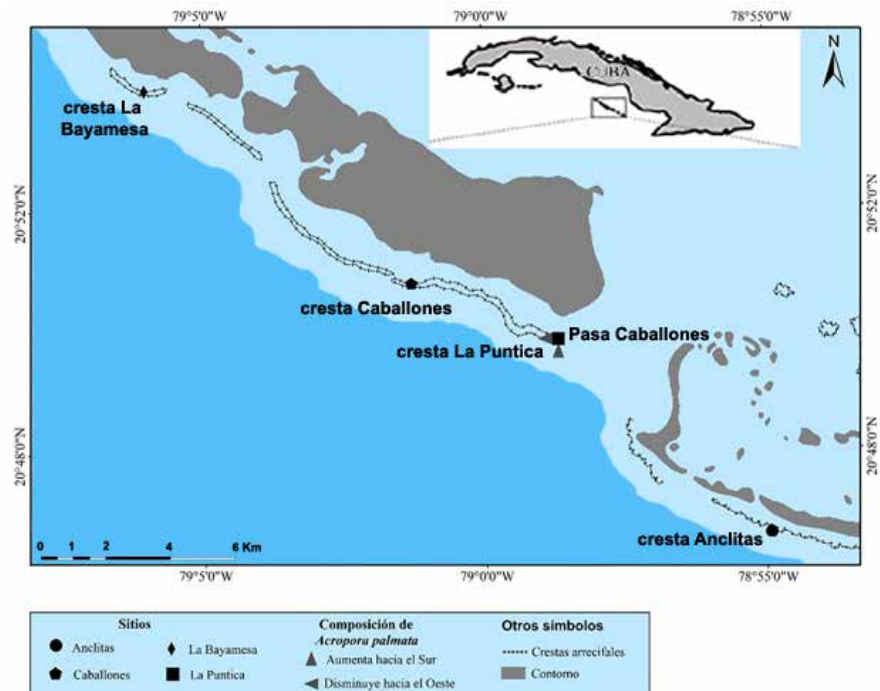 79°5'0"W 79°0'0"W 78°55'0"W
N
CUBA
cresta La
Bayamesa
20°52'0"N 20°52'0"N
cresta Caballones
Pasa Caballones
cresta La Puntica
20°48'0"N 20°48'0"N
cresta Anclitas
0 1 2 4 6 Km
79°5'0"W 79°0'0"W 78°55'0"W
Sitios
Anclitas La Bayamesa
Caballones La Puntica
Composición de
Acropora palmata
Aumenta hacia el Sur
Disminuye hacia el Oeste
Otros símbolos
Crestas arrecifales
Contorno